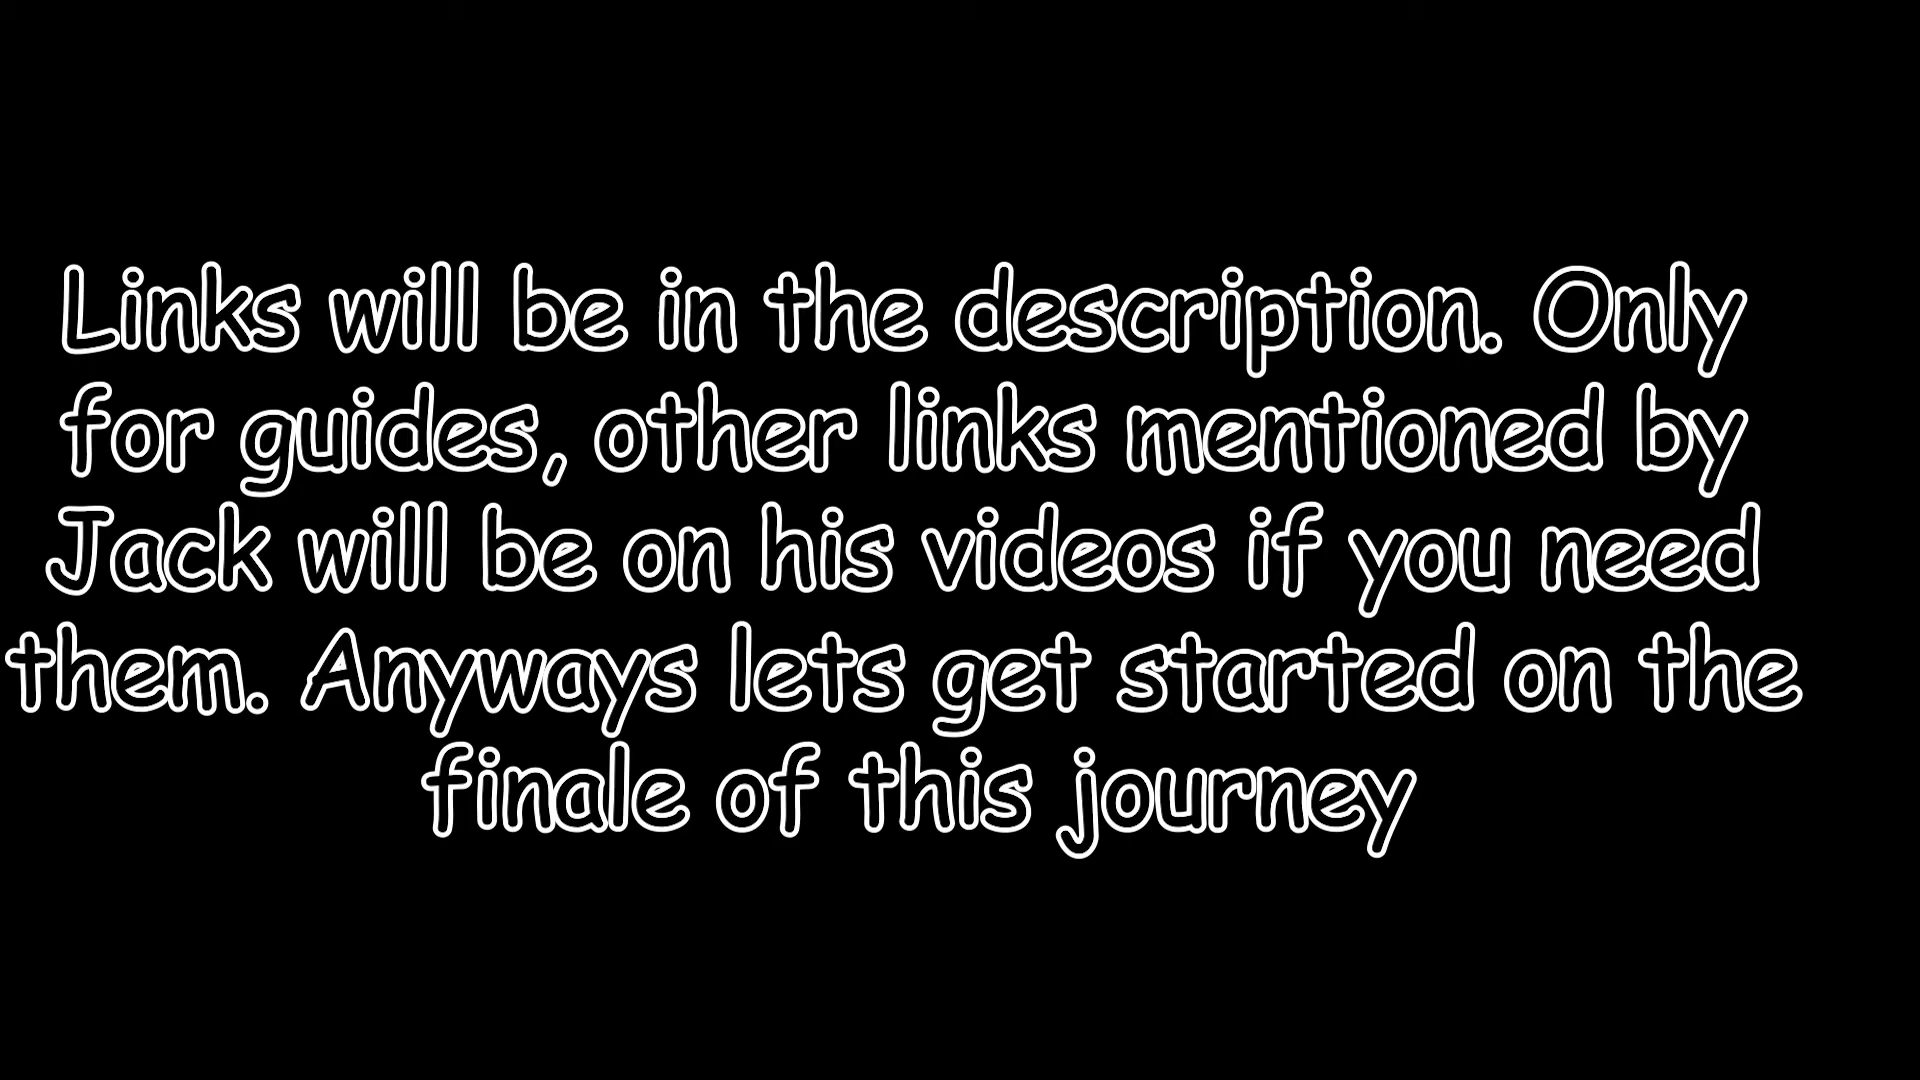 Links will be in the description. Only
for guides, other links mentioned by
Jack will be on his videos if you need
them. Anyways lets get started on the
finale of this journey